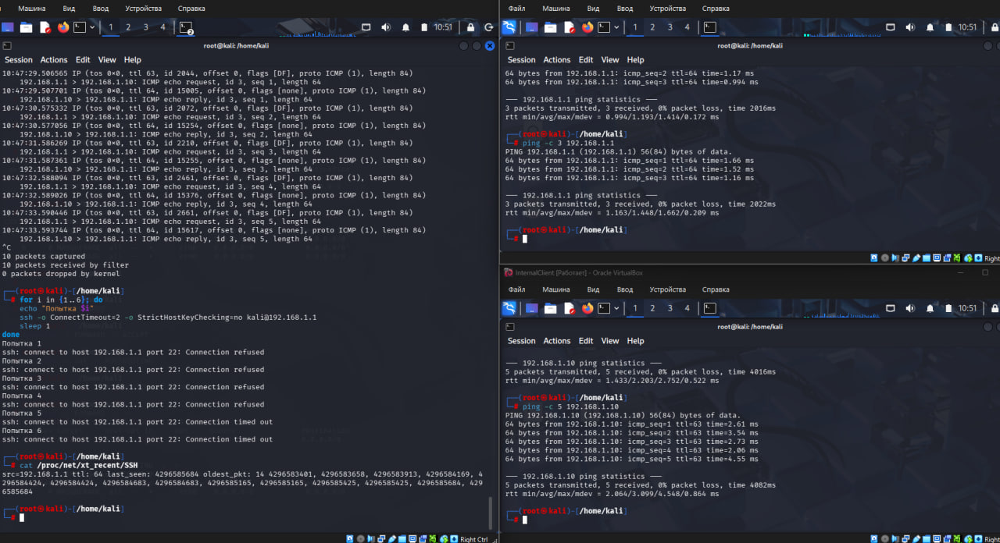 Машина Вид Ввод Устройства Справка
1 2 3 4 2 10:51
root@kali: /home/kali
Session Actions Edit View Help
10:47:29.506565 IP (tos 0×0, ttl 63, id 2044, offset 0, flags [DF], proto ICMP (1), length 84)
192.168.1.1 > 192.168.1.10: ICMP echo request, id 3, seq 1, length 64
10:47:29.507701 IP (tos 0×0, ttl 64, id 15005, offset 0, flags [none], proto ICMP (1), length 84)
192.168.1.10 > 192.168.1.1: ICMP echo reply, id 3, seq 1, length 64
10:47:30.575332 IP (tos 0×0, ttl 63, id 2072, offset 0, flags [DF], proto ICMP (1), length 84)
192.168.1.1 > 192.168.1.10: ICMP echo request, id 3, seq 2, length 64
10:47:30.577056 IP (tos 0×0, ttl 64, id 15254, offset 0, flags [none], proto ICMP (1), length 84)
192.168.1.10 > 192.168.1.1: ICMP echo reply, id 3, seq 2, length 64
10:47:31.586269 IP (tos 0×0, ttl 63, id 2210, offset 0, flags [DF], proto ICMP (1), length 84)
192.168.1.1 > 192.168.1.10: ICMP echo request, id 3, seq 3, length 64
10:47:31.587361 IP (tos 0×0, ttl 64, id 15255, offset 0, flags [none], proto ICMP (1), length 84)
192.168.1.10 > 192.168.1.1: ICMP echo reply, id 3, seq 3, length 64
10:47:32.588094 IP (tos 0×0, ttl 63, id 2461, offset 0, flags [DF], proto ICMP (1), length 84)
192.168.1.1 > 192.168.1.10: ICMP echo request, id 3, seq 4, length 64
10:47:32.589026 IP (tos 0×0, ttl 64, id 15376, offset 0, flags [none], proto ICMP (1), length 84)
192.168.1.10 > 192.168.1.1: ICMP echo reply, id 3, seq 4, length 64
10:47:33.590446 IP (tos 0×0, ttl 63, id 2661, offset 0, flags [DF], proto ICMP (1), length 84)
192.168.1.1 > 192.168.1.10: ICMP echo request, id 3, seq 5, length 64
10:47:33.593744 IP (tos 0×0, ttl 64, id 15617, offset 0, flags [none], proto ICMP (1), length 84)
192.168.1.10 > 192.168.1.1: ICMP echo reply, id 3, seq 5, length 64
^C
10 packets captured
10 packets received by filter
0 packets dropped by kernel
(root㉿kali)-[/home/kali]
# for i in {1..6}; do
echo "Попытка $i"
ssh -o ConnectTimeout=2 -o StrictHostKeyChecking=no kali@192.168.1.1
sleep 1
done
Попытка 1
ssh: connect to host 192.168.1.1 port 22: Connection refused
Попытка 2
ssh: connect to host 192.168.1.1 port 22: Connection refused
Попытка 3
ssh: connect to host 192.168.1.1 port 22: Connection refused
Попытка 4
ssh: connect to host 192.168.1.1 port 22: Connection refused
Попытка 5
ssh: connect to host 192.168.1.1 port 22: Connection timed out
Попытка 6
ssh: connect to host 192.168.1.1 port 22: Connection timed out
(root㉿kali)-[/home/kali]
# cat /proc/net/xt_recent/SSH
src=192.168.1.1 ttl: 64 last_seen: 4296585684 oldest_pkt: 14 4296583401, 4296583658, 4296583913, 4296584169, 4
296584424, 4296584424, 4296584683, 4296584683, 4296585165, 4296585165, 4296585425, 4296585425, 4296585684, 429
6585684
(root㉿kali)-[/home/kali]
#
Right Ctrl
Файл Машина Вид Ввод Устройства Справка
1 2 3 4 10:51
root@kali: /home/kali
Session Actions Edit View Help
64 bytes from 192.168.1.1: icmp_seq=2 ttl=64 time=1.17 ms
64 bytes from 192.168.1.1: icmp_seq=3 ttl=64 time=0.994 ms
— 192.168.1.1 ping statistics —
3 packets transmitted, 3 received, 0% packet loss, time 2016ms
rtt min/avg/max/mdev = 0.994/1.193/1.414/0.172 ms
(root㉿kali)-[/home/kali]
# ping -c 3 192.168.1.1
PING 192.168.1.1 (192.168.1.1) 56(84) bytes of data.
64 bytes from 192.168.1.1: icmp_seq=1 ttl=64 time=1.66 ms
64 bytes from 192.168.1.1: icmp_seq=2 ttl=64 time=1.52 ms
64 bytes from 192.168.1.1: icmp_seq=3 ttl=64 time=1.16 ms
— 192.168.1.1 ping statistics —
3 packets transmitted, 3 received, 0% packet loss, time 2022ms
rtt min/avg/max/mdev = 1.163/1.448/1.662/0.209 ms
(root㉿kali)-[/home/kali]
#
Right
InternalClient [Работает] - Oracle VirtualBox
Файл Машина Вид Ввод Устройства Справка
1 2 3 4 10:51
root@kali: /home/kali
Session Actions Edit View Help
— 192.168.1.10 ping statistics —
5 packets transmitted, 5 received, 0% packet loss, time 4016ms
rtt min/avg/max/mdev = 1.433/2.203/2.752/0.522 ms
(root㉿kali)-[/home/kali]
# ping -c 5 192.168.1.10
PING 192.168.1.10 (192.168.1.10) 56(84) bytes of data.
64 bytes from 192.168.1.10: icmp_seq=1 ttl=63 time=2.61 ms
64 bytes from 192.168.1.10: icmp_seq=2 ttl=63 time=3.54 ms
64 bytes from 192.168.1.10: icmp_seq=3 ttl=63 time=2.73 ms
64 bytes from 192.168.1.10: icmp_seq=4 ttl=63 time=2.06 ms
64 bytes from 192.168.1.10: icmp_seq=5 ttl=63 time=4.55 ms
— 192.168.1.10 ping statistics —
5 packets transmitted, 5 received, 0% packet loss, time 4082ms
rtt min/avg/max/mdev = 2.064/3.099/4.548/0.864 ms
(root㉿kali)-[/home/kali]
#
Right